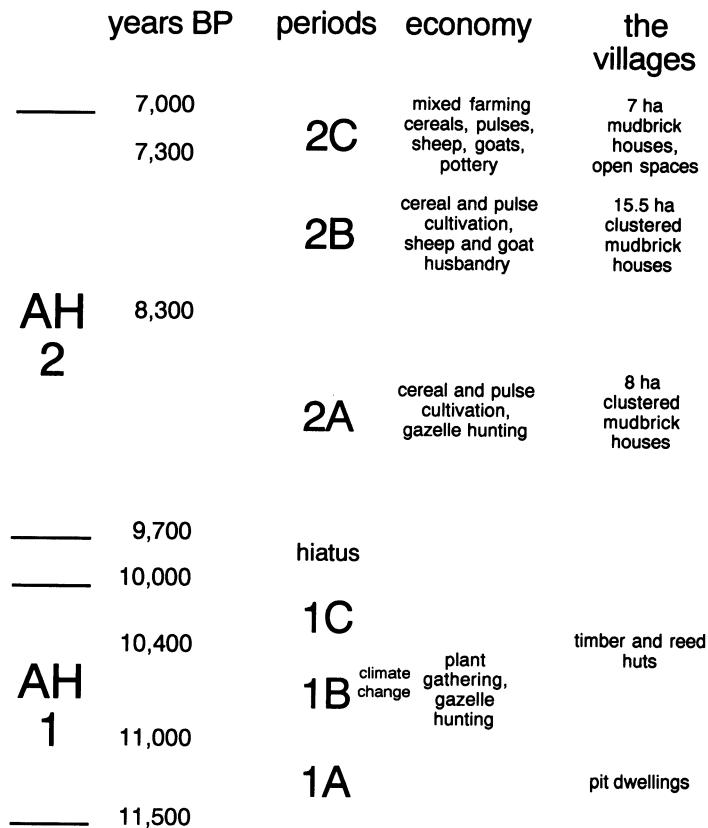 years BP periods economy the
villages
7,000
7,300
2C
mixed farming
cereals, pulses,
sheep, goats,
pottery
7 ha
mudbrick
houses,
open spaces
2B
cereal and pulse
cultivation,
sheep and goat
husbandry
15.5 ha
clustered
mudbrick
houses
AH
2
8,300
2A
cereal and pulse
cultivation,
gazelle hunting
8 ha
clustered
mudbrick
houses
9,700
hiatus
10,000
1C
10,400
timber and reed
huts
AH
1
1B
climate
change
plant
gathering,
gazelle
hunting
11,000
1A
pit dwellings
11,500